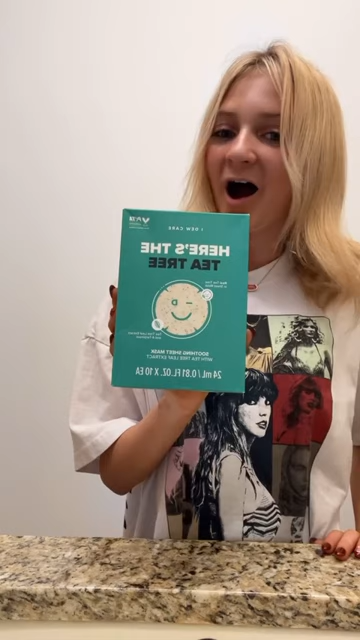 I DEW CARE
HERE'S THE
TEA TREE
SOOTHING SHEET MASK
WITH TEA TREE LEAF EXTRACT
24 mL / 0.81 FL.OZ. X 10 EA